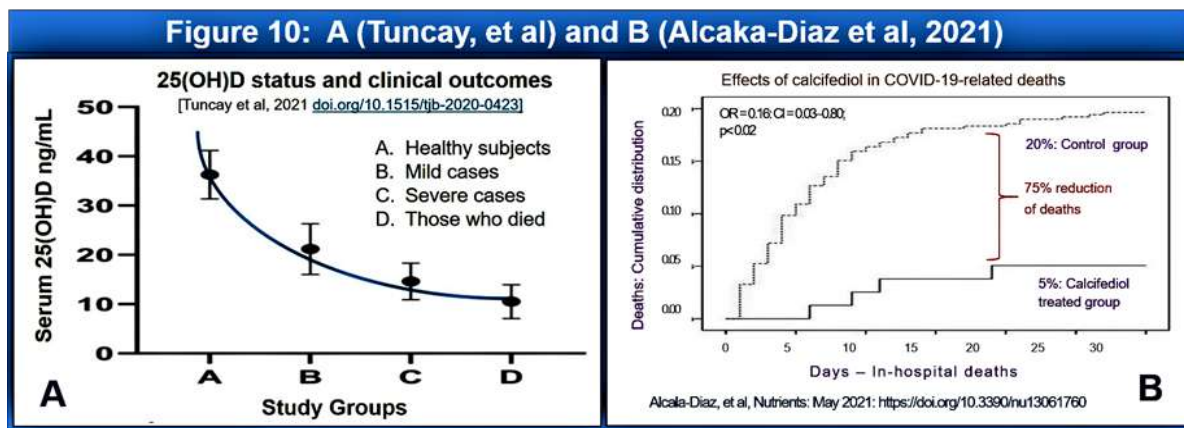 Figure 10: A (Tuncay, et al) and B (Alcaka-Diaz et al, 2021)
25(OH)D status and clinical outcomes
[Tuncay et al, 2021 doi.org/10.1515/tjb-2020-0423]
A. Healthy subjects
B. Mild cases
C. Severe cases
D. Those who died
Serum 25(OH)D ng/mL
50
40
30
20
10
0
A B C D
Study Groups
A
Effects of calcifediol in COVID-19-related deaths
OR = 0.16: CI = 0.03–0.80;
p<0.02
20%: Control group
75% reduction
of deaths
5%: Calcifediol
treated group
Deaths: Cumulative distribution
0.20
0.15
0.10
0.05
0.00
0 5 10 15 20 25 30
Days – In-hospital deaths
B
Alcala-Diaz, et al, Nutrients: May 2021: https://doi.org/10.3390/nu13061760